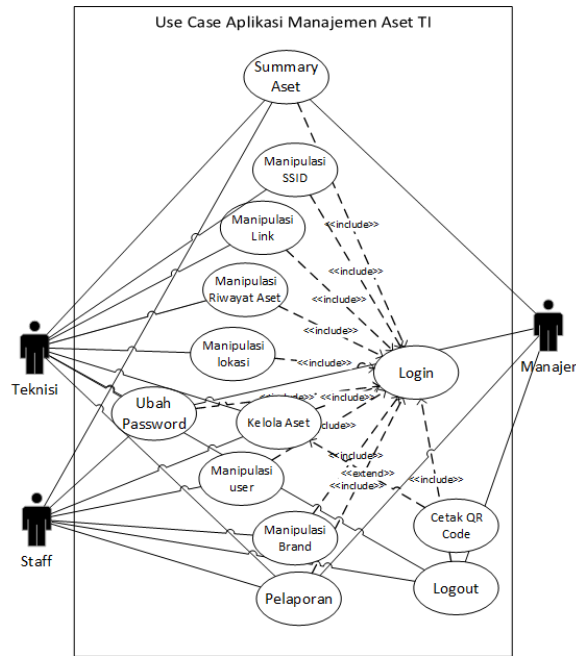 Use Case Aplikasi Manajemen Aset TI
Summary
Aset
Manipulasi
SSID
Manipulasi
Link
<<include>>
<<include>>
Manipulasi
Riwayat Aset
<<include>>
<<include>>
Manipulasi
lokasi
<<include>>
Login
Teknisi
Manajer
Ubah
Password
<<include>>
<<include>>
Kelola Aset
<<include>>
Manipulasi
user
<<include>>
<<extend>>
<<include>>
<<include>>
Cetak QR
Code
Manipulasi
Brand
Staff
Logout
Pelaporan